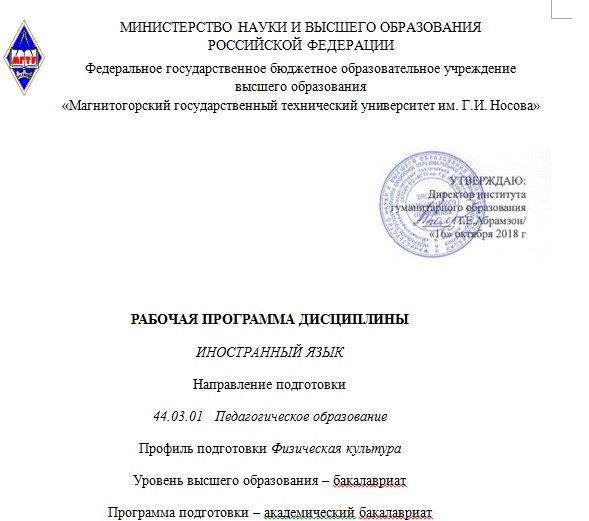 МИНИСТЕРСТВО НАУКИ И ВЫСШЕГО ОБРАЗОВАНИЯ
РОССИЙСКОЙ ФЕДЕРАЦИИ
Федеральное государственное бюджетное образовательное учреждение
высшего образования
«Магнитогорский государственный технический университет им. Г.И. Носова»
МГТУ
УТВЕРЖДАЮ:
Директор института
гуманитарного образования
Т.Е.Абрамзон/
«16» октября 2018 г
РАБОЧАЯ ПРОГРАММА ДИСЦИПЛИНЫ
ИНОСТРАННЫЙ ЯЗЫК
Направление подготовки
44.03.01 Педагогическое образование
Профиль подготовки Физическая культура
Уровень высшего образования – бакалавриат
Программа подготовки – академический бакалавриат